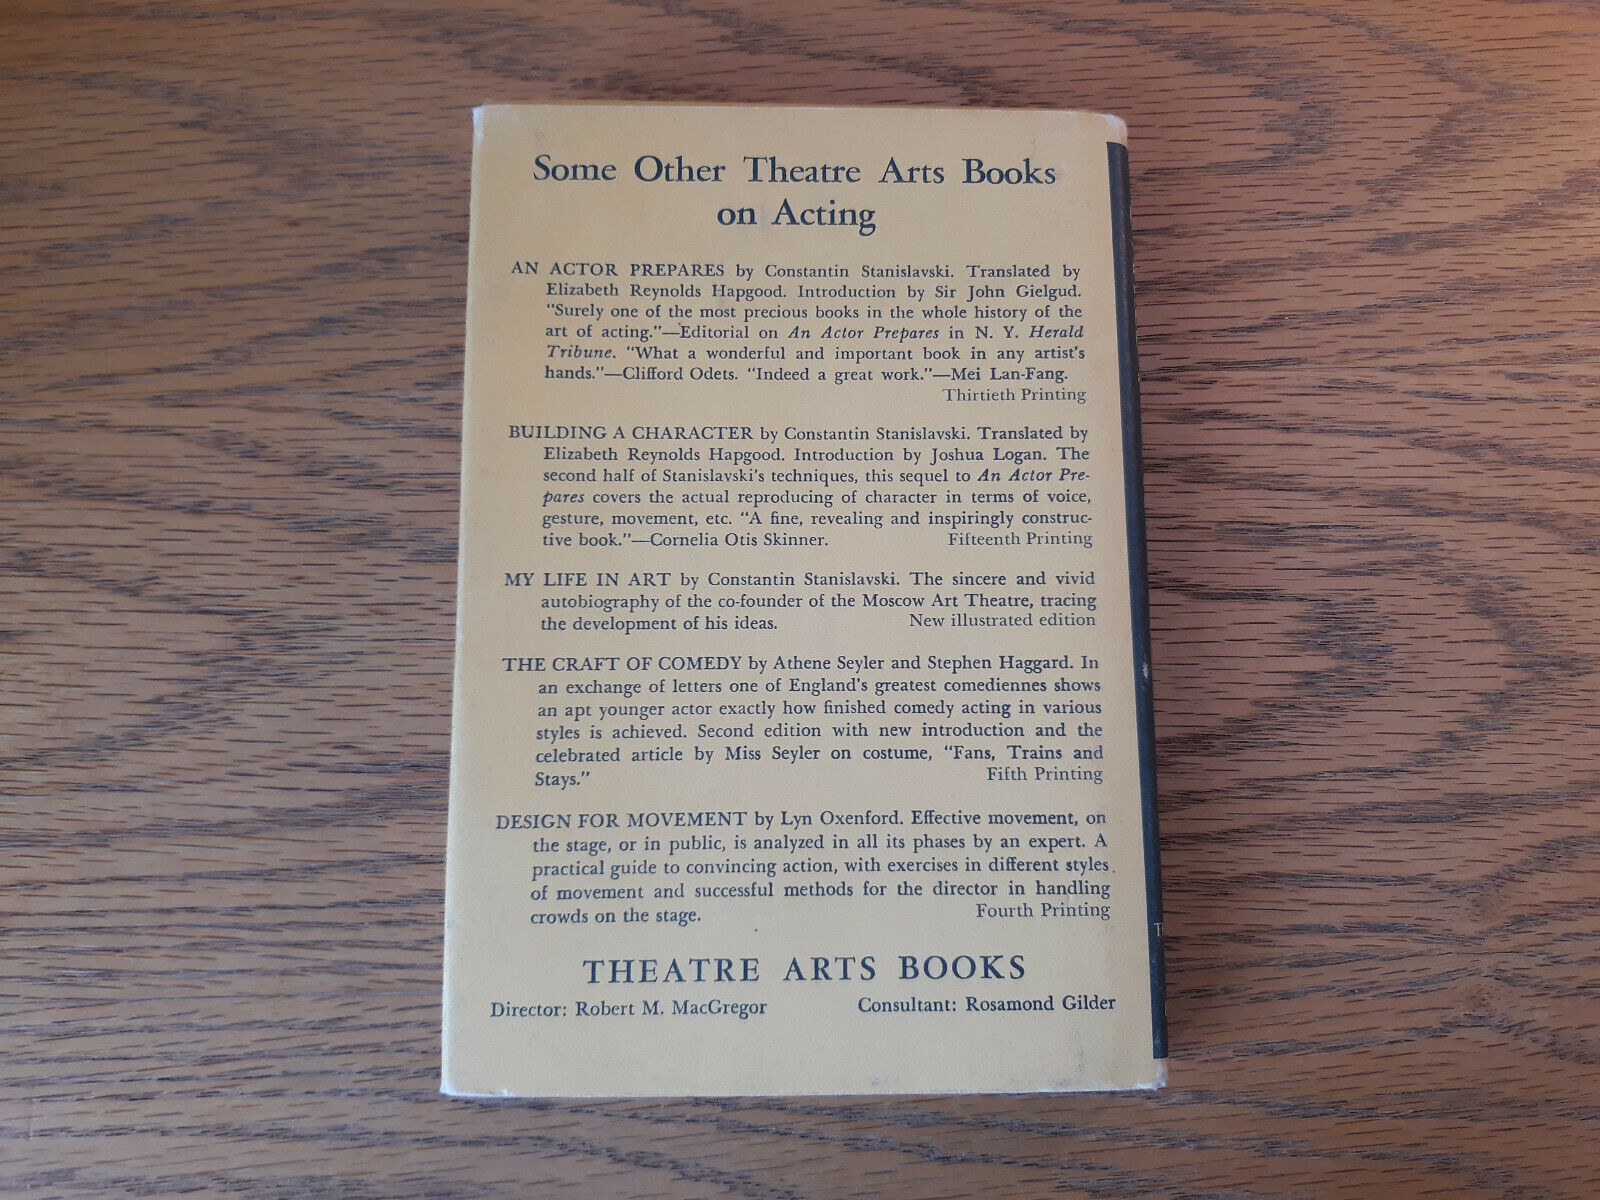 Some Other Theatre Arts Books
on Acting
AN ACTOR PREPARES by Constantin Stanislavski. Translated by
Elizabeth Reynolds Hapgood. Introduction by Sir John Gielgud.
"Surely one of the most precious books in the whole history of the
art of acting."—Editorial on An Actor Prepares in N. Y. Herald
Tribune. "What a wonderful and important book in any artist's
hands."—Clifford Odets. "Indeed a great work."—Mei Lan-Fang.
Thirtieth Printing
BUILDING A CHARACTER by Constantin Stanislavski. Translated by
Elizabeth Reynolds Hapgood. Introduction by Joshua Logan. The
second half of Stanislavski's techniques, this sequel to An Actor Pre-
pares covers the actual reproducing of character in terms of voice,
gesture, movement, etc. "A fine, revealing and inspiringly construc-
tive book."—Cornelia Otis Skinner. Fifteenth Printing
MY LIFE IN ART by Constantin Stanislavski. The sincere and vivid
autobiography of the co-founder of the Moscow Art Theatre, tracing
the development of his ideas. New illustrated edition
THE CRAFT OF COMEDY by Athene Seyler and Stephen Haggard. In
an exchange of letters one of England's greatest comediennes shows
an apt younger actor exactly how finished comedy acting in various
styles is achieved. Second edition with new introduction and the
celebrated article by Miss Seyler on costume, "Fans, Trains and
Stays." Fifth Printing
DESIGN FOR MOVEMENT by Lyn Oxenford. Effective movement, on
the stage, or in public, is analyzed in all its phases by an expert. A
practical guide to convincing action, with exercises in different styles
of movement and successful methods for the director in handling
crowds on the stage. Fourth Printing
THEATRE ARTS BOOKS
Director: Robert M. MacGregor Consultant: Rosamond Gilder